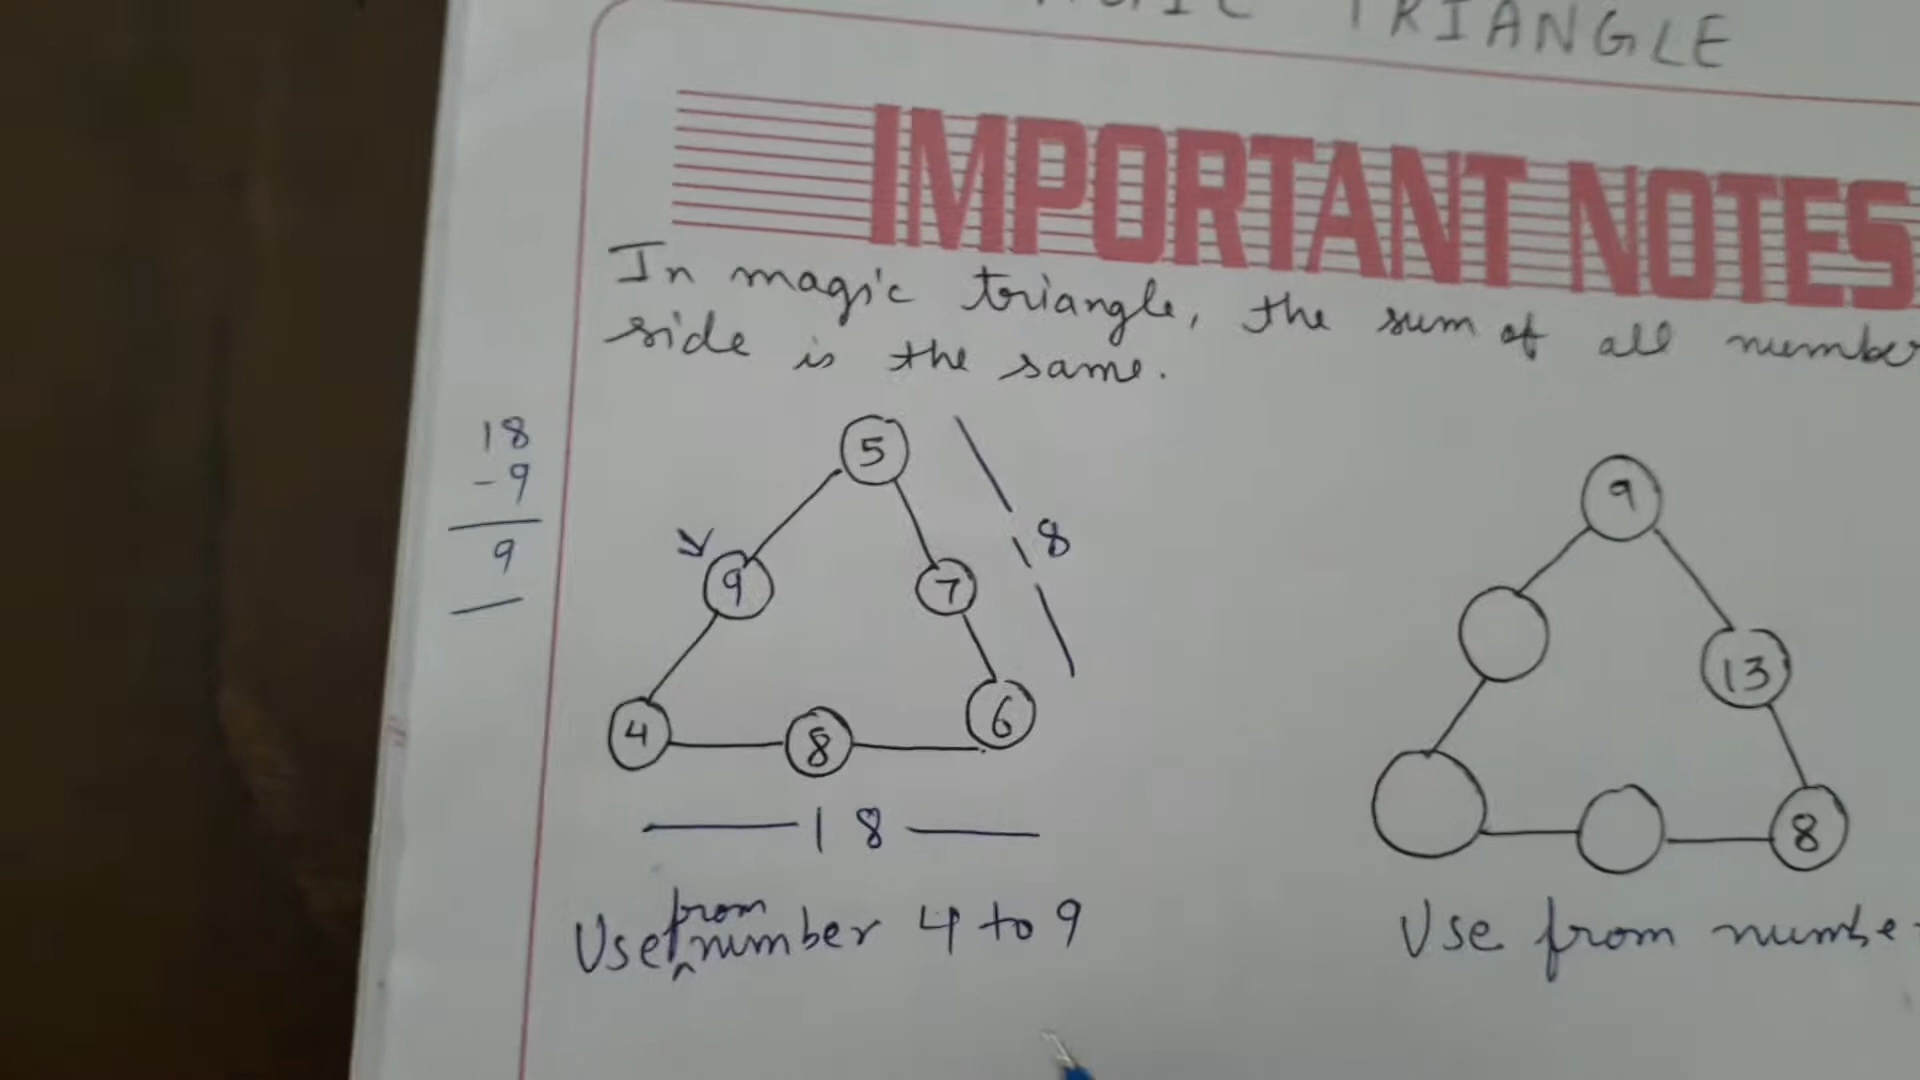 TRIANGLE
IMPORTANT NOTES
In magic triangle, the sum of all number
side is the same.
18
-9
9
5
9
7
18
4
8
6
18
Use from number 4 to 9
9
13
8
Use from numbe